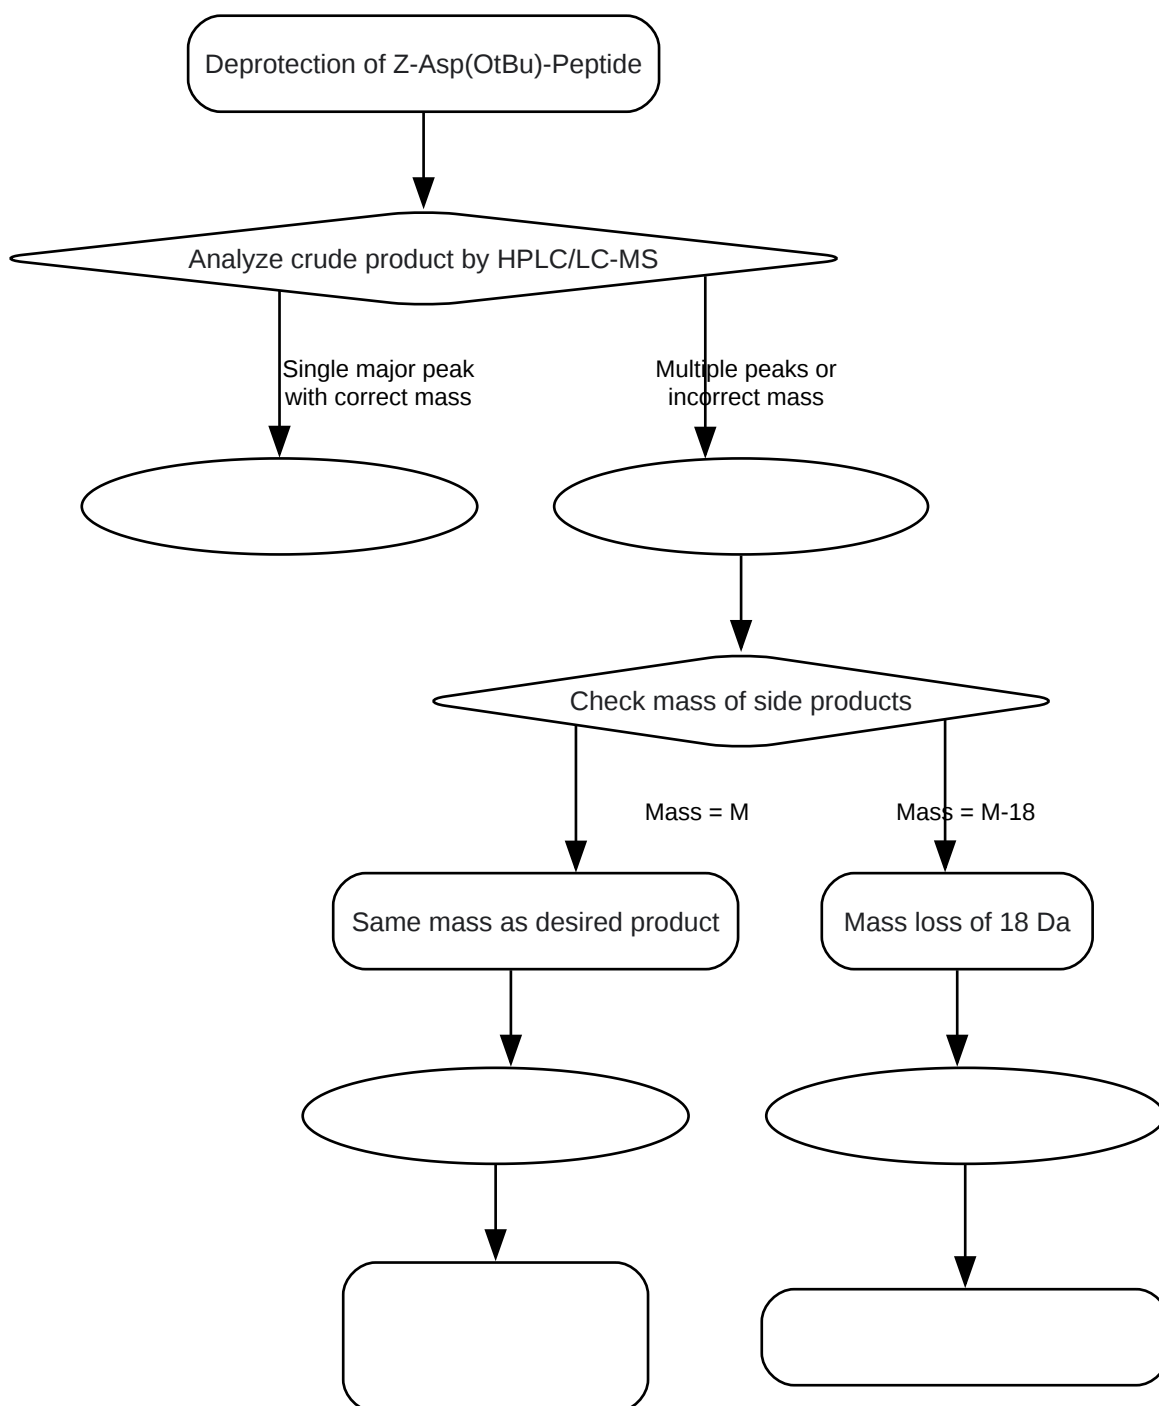 Deprotection of Z-Asp(OtBu)-Peptide
Analyze crude product by HPLC/LC-MS
Single major peak
with correct mass
Multiple peaks or
incorrect mass
Check mass of side products
Mass = M
Mass = M-18
Same mass as desired product
Mass loss of 18 Da